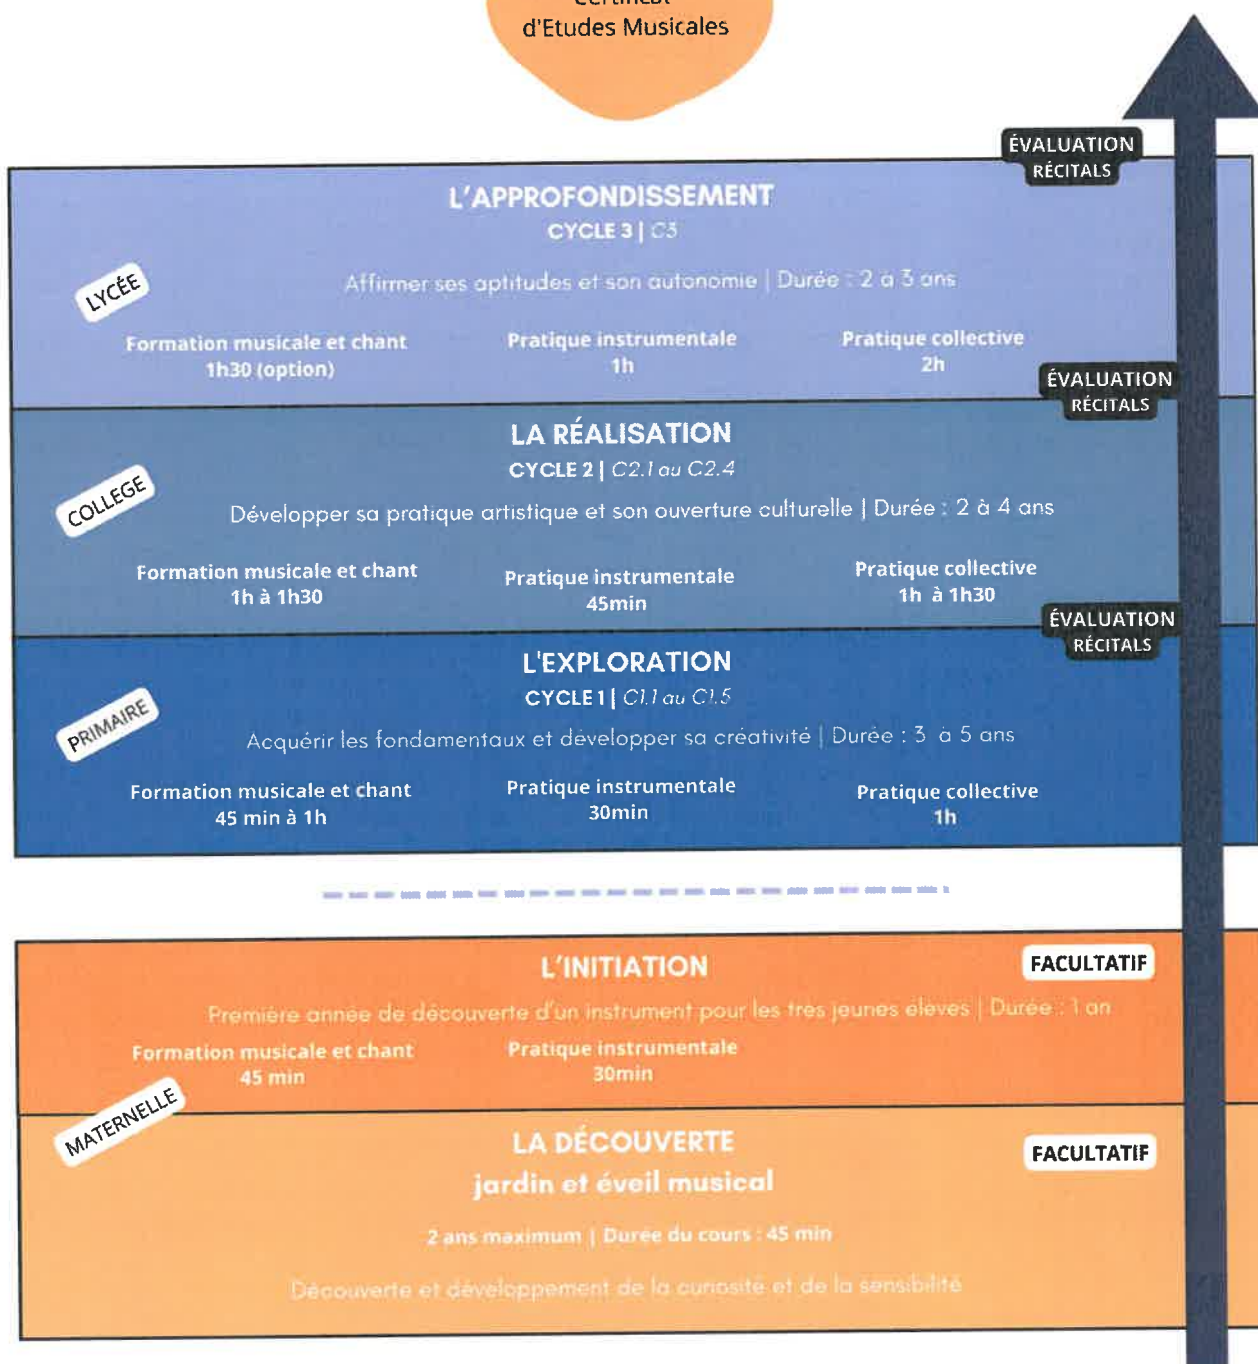 Certificat
d'Etudes Musicales
ÉVALUATION
RÉCITALS
L'APPROFONDISSEMENT
CYCLE 3 | C3
LYCÉE
Affirmer ses aptitudes et son autonomie | Durée : 2 à 3 ans
Formation musicale et chant
1h30 (option)
Pratique instrumentale
1h
Pratique collective
2h
ÉVALUATION
RÉCITALS
LA RÉALISATION
CYCLE 2 | C2.1 au C2.4
COLLEGE
Développer sa pratique artistique et son ouverture culturelle | Durée : 2 à 4 ans
Formation musicale et chant
1h à 1h30
Pratique instrumentale
45min
Pratique collective
1h à 1h30
ÉVALUATION
RÉCITALS
L'EXPLORATION
CYCLE 1 | C1.1 au C1.5
PRIMAIRE
Acquérir les fondamentaux et développer sa créativité | Durée : 3 à 5 ans
Formation musicale et chant
45 min à 1h
Pratique instrumentale
30min
Pratique collective
1h
L'INITIATION
FACULTATIF
Première année de découverte d'un instrument pour les très jeunes élèves | Durée : 1 an
Formation musicale et chant
45 min
Pratique instrumentale
30min
MATERNELLE
LA DÉCOUVERTE
jardin et éveil musical
FACULTATIF
2 ans maximum | Durée du cours : 45 min
Découverte et développement de la curiosité et de la sensibilité